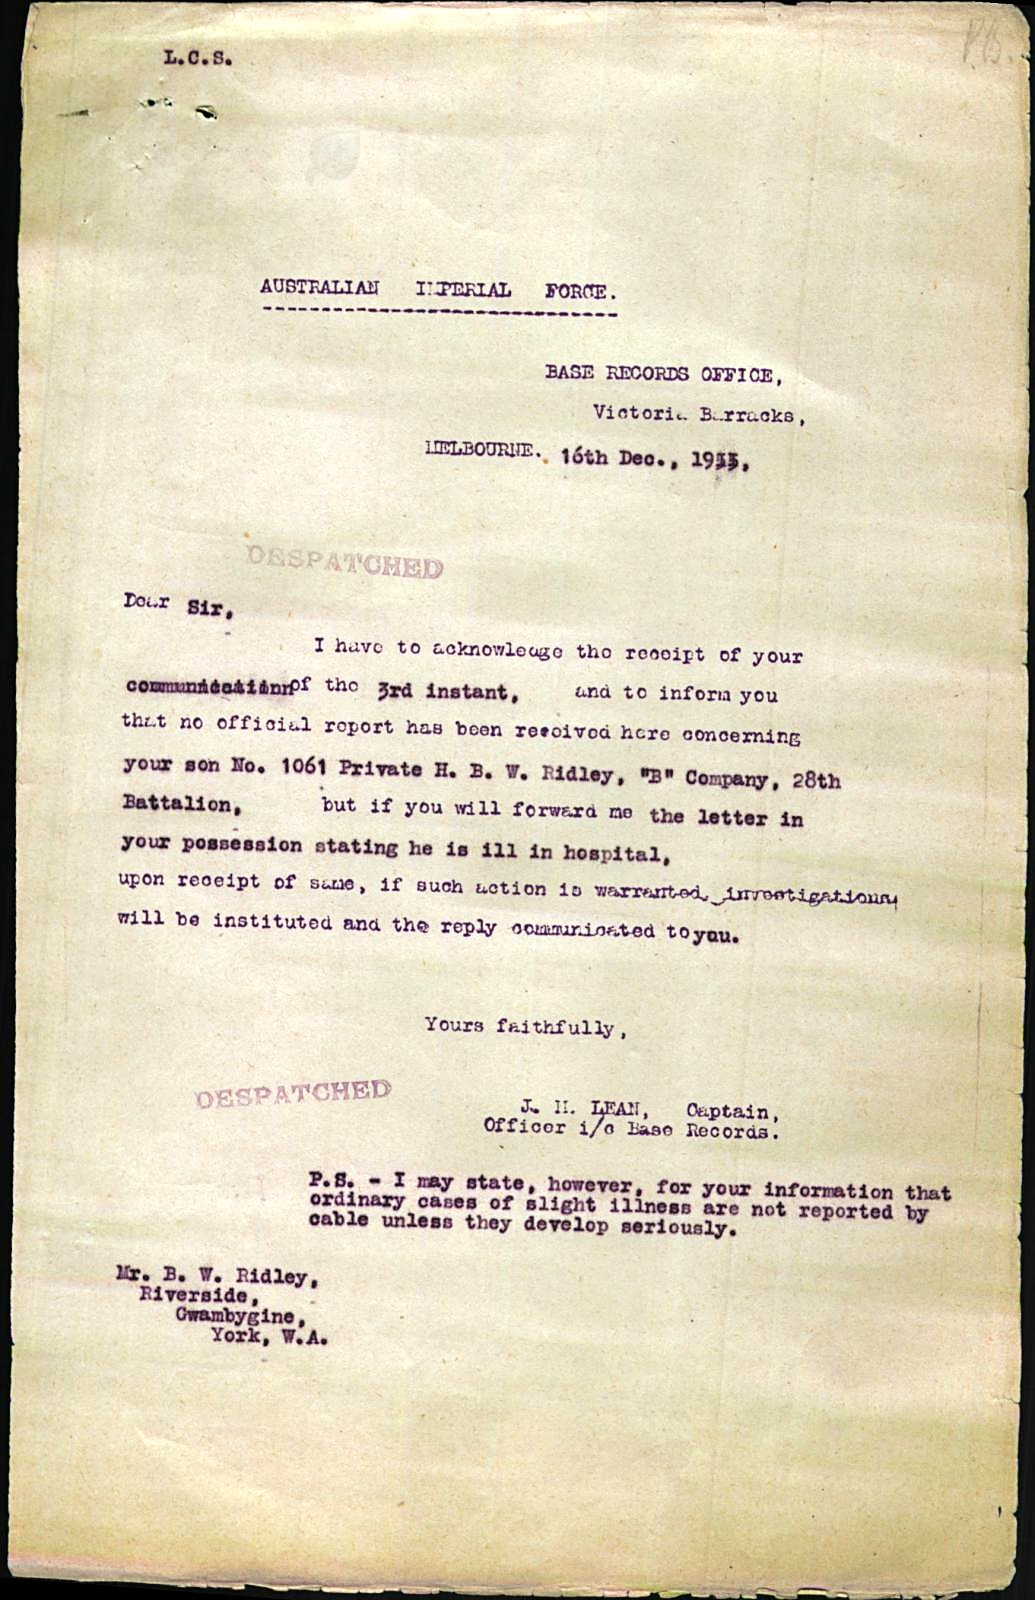 L.C.S.
AUSTRALIAN IMPERIAL FORCE.
BASE RECORDS OFFICE,
Victoria Barracks,
MELBOURNE. 16th Dec.,
DESPATCHED
Dear Sir,
I have to acknowledge the receipt of your
communication of the 3rd instant, and to inform you
that no official report has been received here concerning
your son No. 1061 Private H. B. W. Ridley, "B" Company, 28th
Battalion, but if you will forward me the letter in
your possession stating he is ill in hospital,
upon receipt of same, if such action is warranted, investigations
will be instituted and the reply communicated to you.
Yours faithfully,
DESPATCHED
J. H. LEAN, Captain,
Officer i/c Base Records.
P.S. - I may state, however, for your information that
ordinary cases of slight illness are not reported by
cable unless they develop seriously.
Mr. B. W. Ridley,
Riverside,
Gwambygine,
York, W.A.